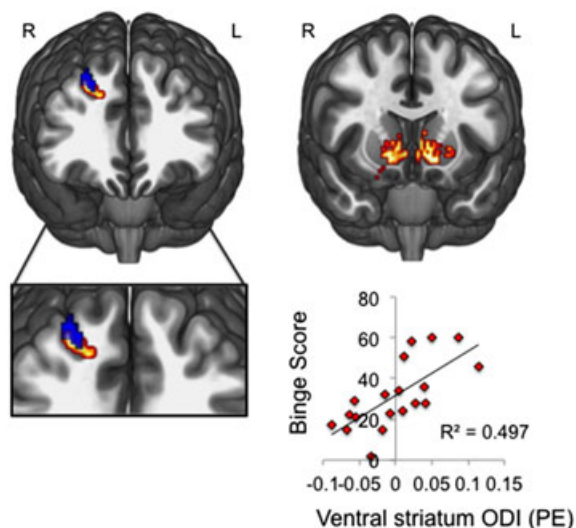 R L R L
80
60
40
20
0
Binge Score
R² = 0.497
-0.1 -0.05 0 0.05 0.1 0.15
Ventral striatum ODI (PE)